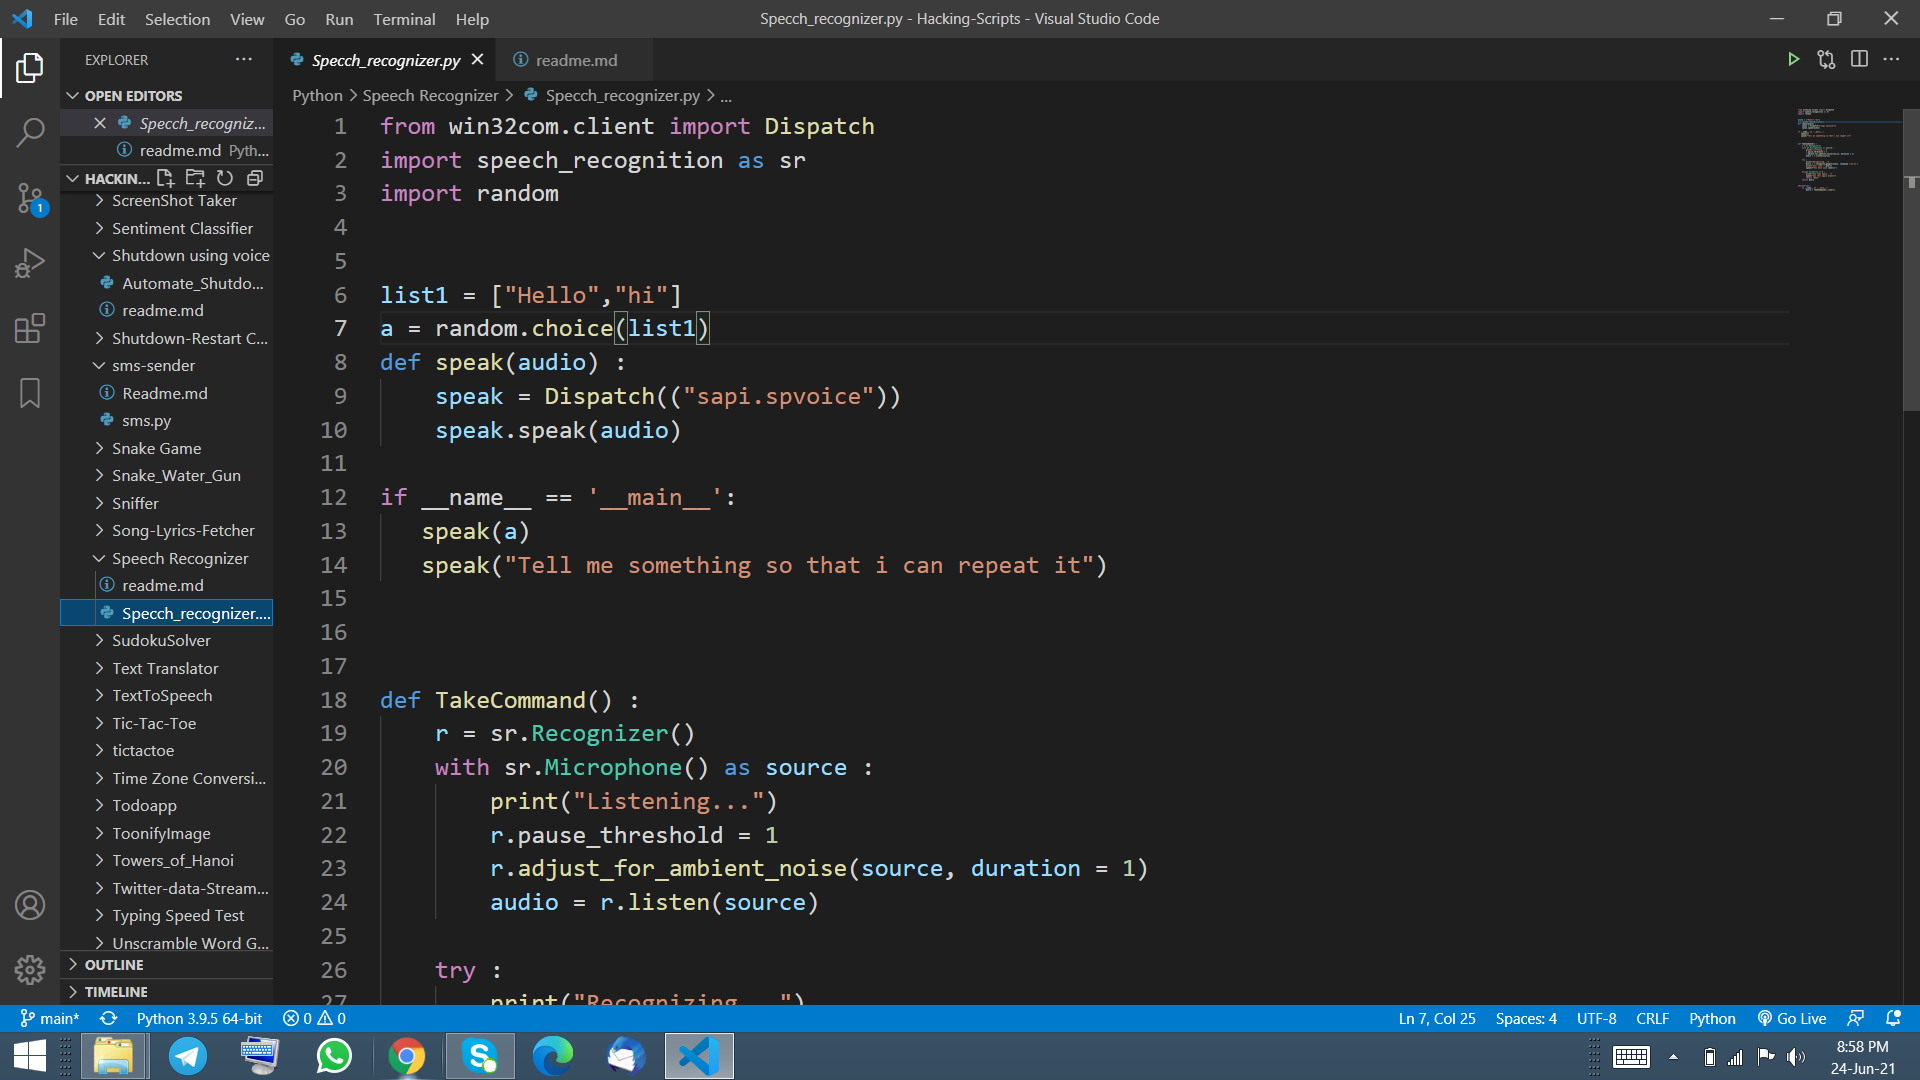 File Edit Selection View Go Run Terminal Help
Specch_recognizer.py - Hacking-Scripts - Visual Studio Code
EXPLORER
OPEN EDITORS
Specch_recogniz...
readme.md Pyth...
HACKIN...
ScreenShot Taker
Sentiment Classifier
Shutdown using voice
Automate_Shutdo...
readme.md
Shutdown-Restart C...
sms-sender
Readme.md
sms.py
Snake Game
Snake_Water_Gun
Sniffer
Song-Lyrics-Fetcher
Speech Recognizer
readme.md
Specch_recognizer....
SudokuSolver
Text Translator
TextToSpeech
Tic-Tac-Toe
tictactoe
Time Zone Conversi...
Todoapp
ToonifyImage
Towers_of_Hanoi
Twitter-data-Stream...
Typing Speed Test
Unscramble Word G...
OUTLINE
TIMELINE
1
Specch_recognizer.py readme.md
Python > Speech Recognizer > Specch_recognizer.py > ...
1 from win32com.client import Dispatch
2 import speech_recognition as sr
3 import random
4
5
6 list1 = ["Hello","hi"]
7 a = random.choice(list1)
8 def speak(audio) :
9     speak = Dispatch(("sapi.spvoice"))
10     speak.speak(audio)
11
12 if __name__ == '__main__':
13    speak(a)
14    speak("Tell me something so that i can repeat it")
15
16
17
18 def TakeCommand() :
19     r = sr.Recognizer()
20     with sr.Microphone() as source :
21         print("Listening...")
22         r.pause_threshold = 1
23         r.adjust_for_ambient_noise(source, duration = 1)
24         audio = r.listen(source)
25
26     try :
27         print("Recognizing...")
main* Python 3.9.5 64-bit 0 0 Ln 7, Col 25 Spaces: 4 UTF-8 CRLF Python Go Live
8:58 PM
24-Jun-21